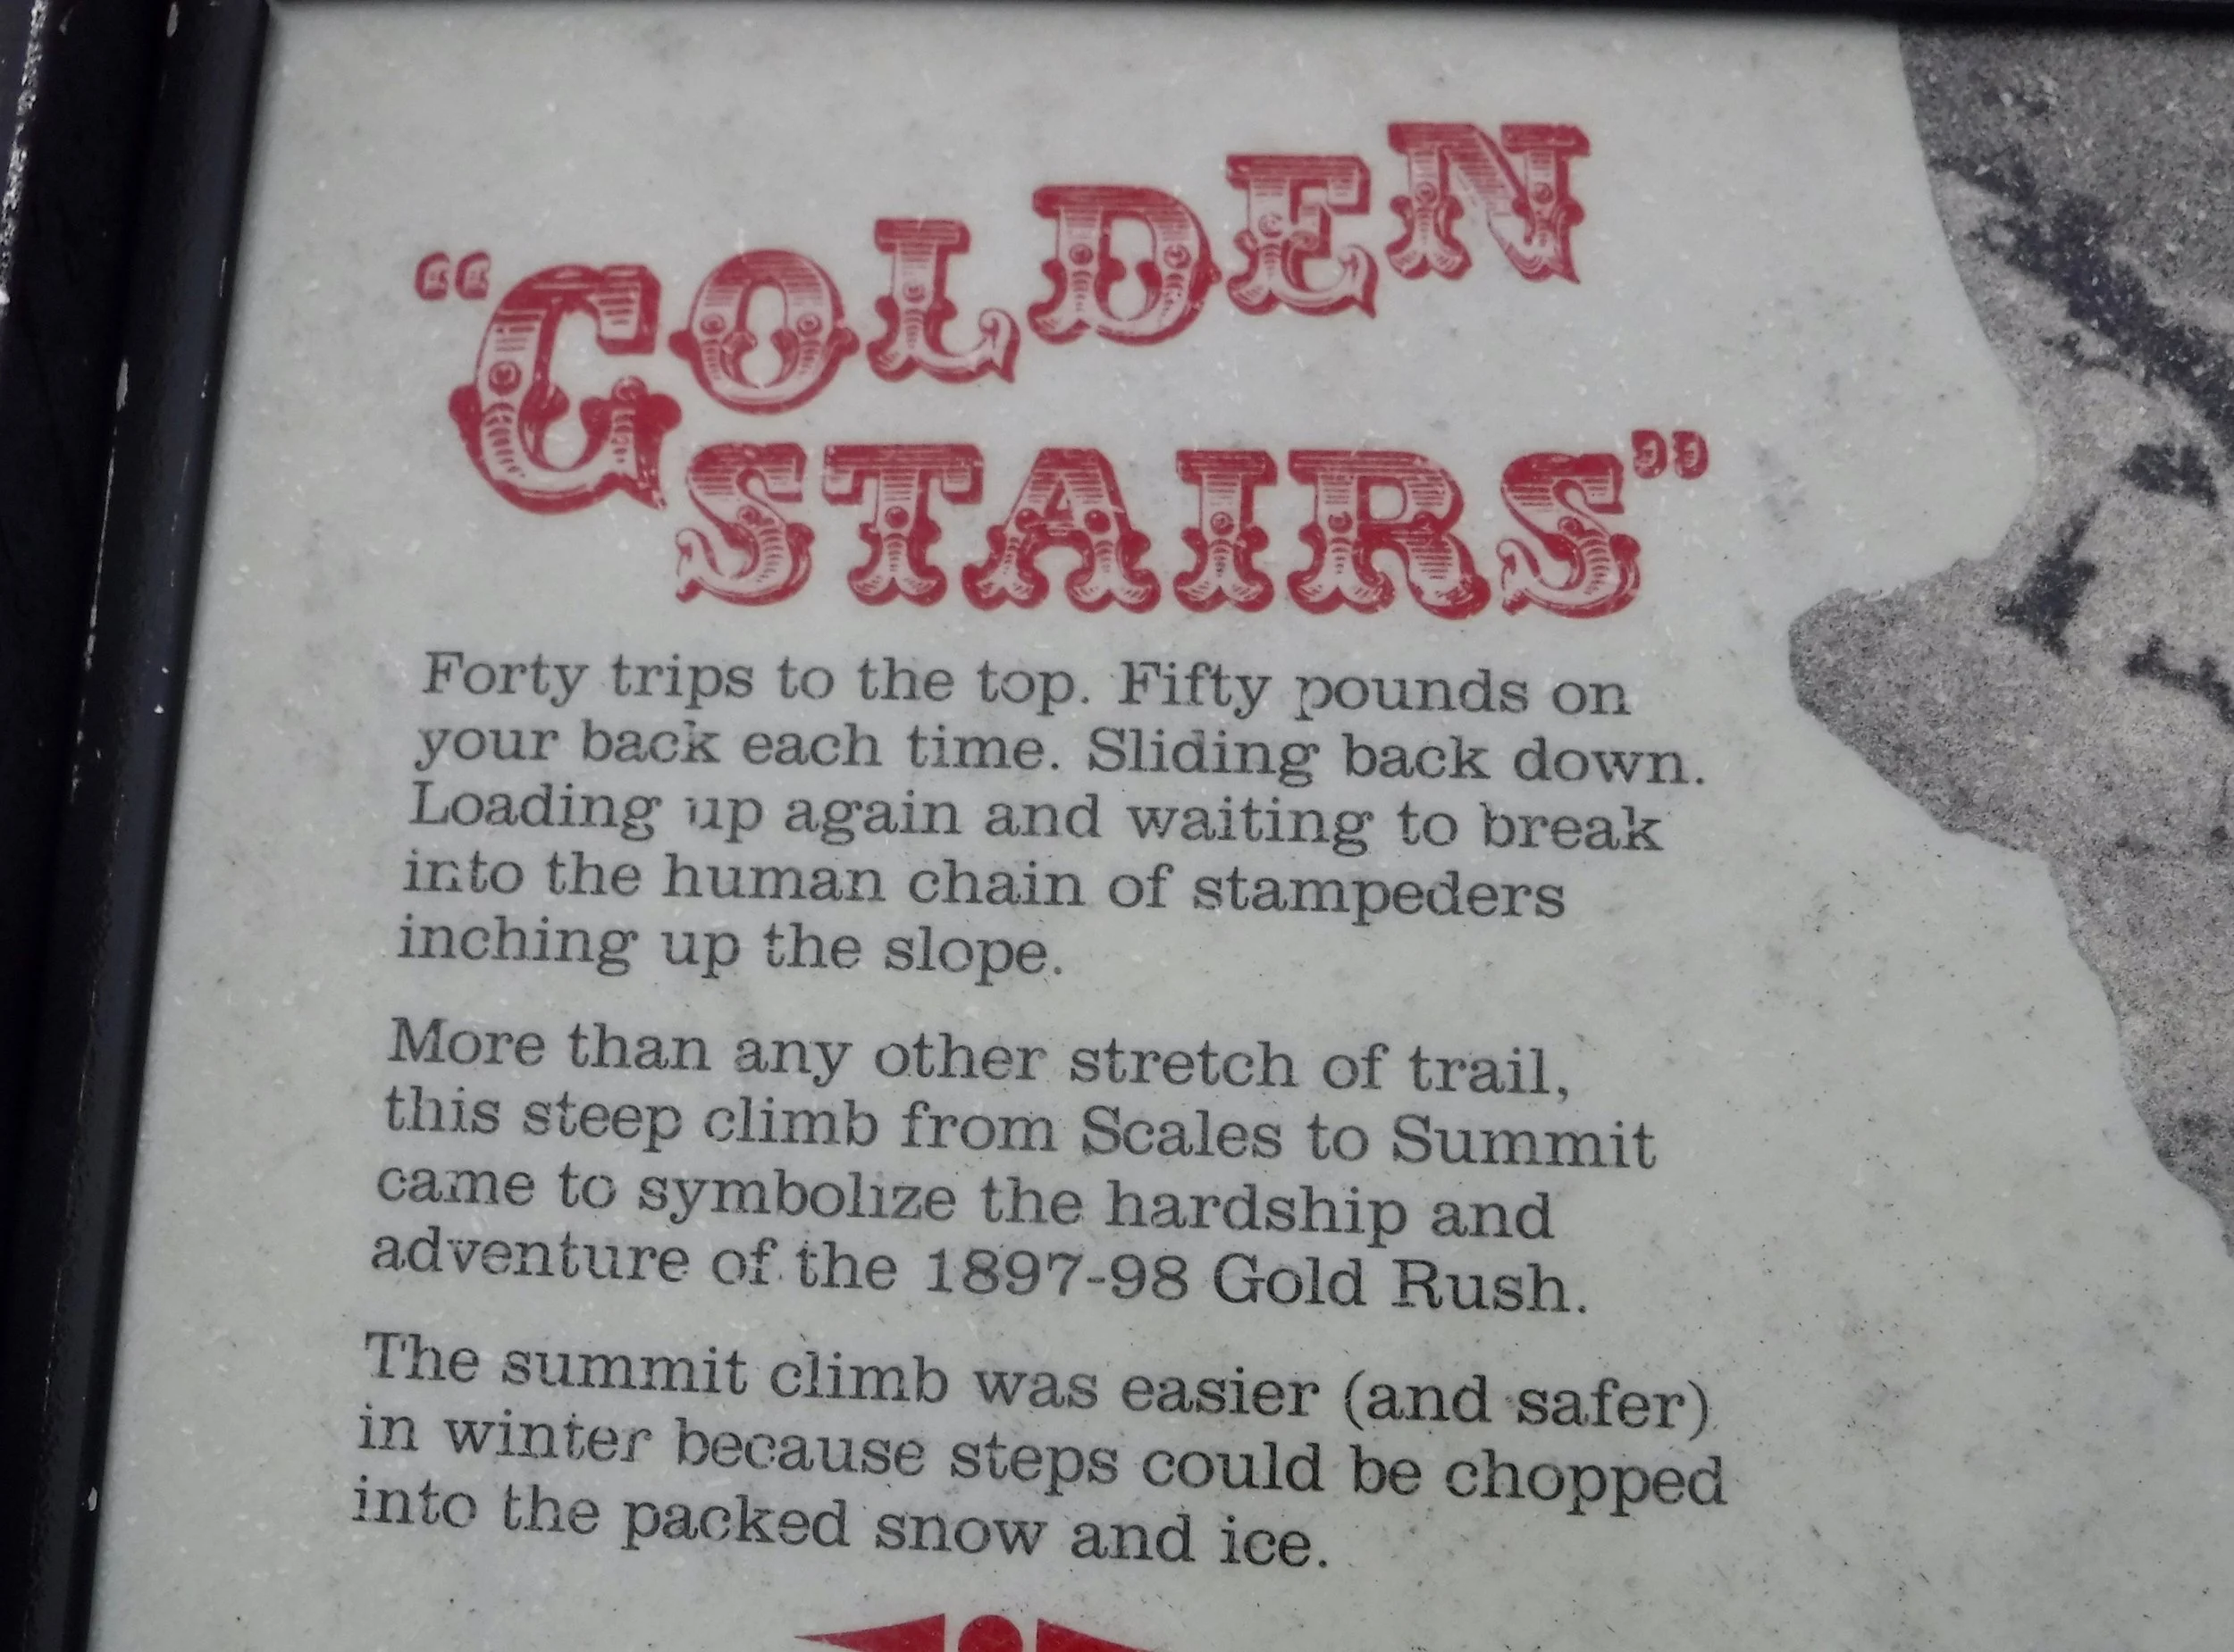 “GOLDEN
STAIRS”
Forty trips to the top. Fifty pounds on
your back each time. Sliding back down.
Loading up again and waiting to break
into the human chain of stampeders
inching up the slope.
More than any other stretch of trail,
this steep climb from Scales to Summit
came to symbolize the hardship and
adventure of the 1897-98 Gold Rush.
The summit climb was easier (and safer)
in winter because steps could be chopped
into the packed snow and ice.